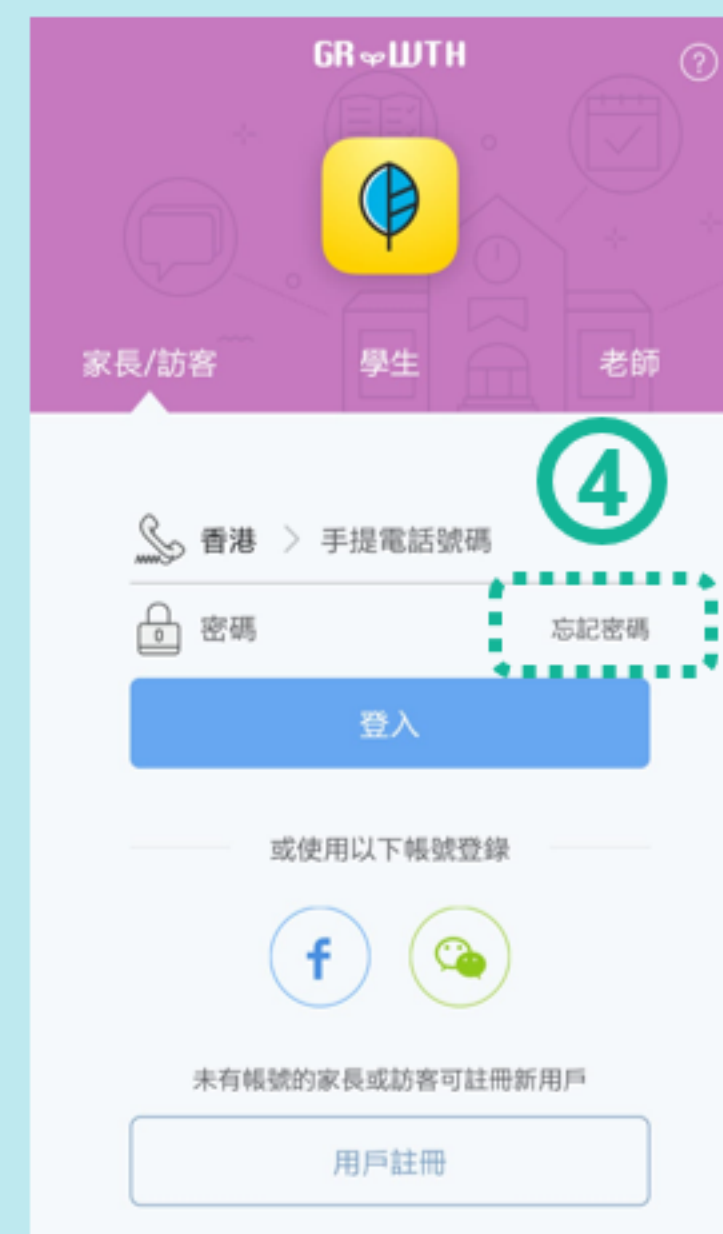 GROWTH
?
家長/訪客 學生 老師
4
香港 > 手提電話號碼
0 密碼 忘記密碼
登入
或使用以下帳號登錄
f
未有帳號的家長或訪客可註冊新用戶
用戶註冊